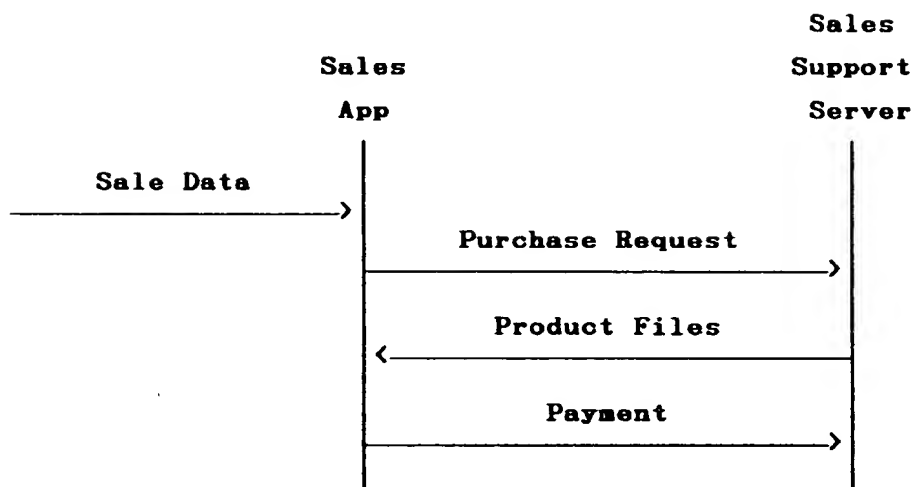 Sales
App
Sales
Support
Server
Sale Data
Purchase Request
Product Files
Payment